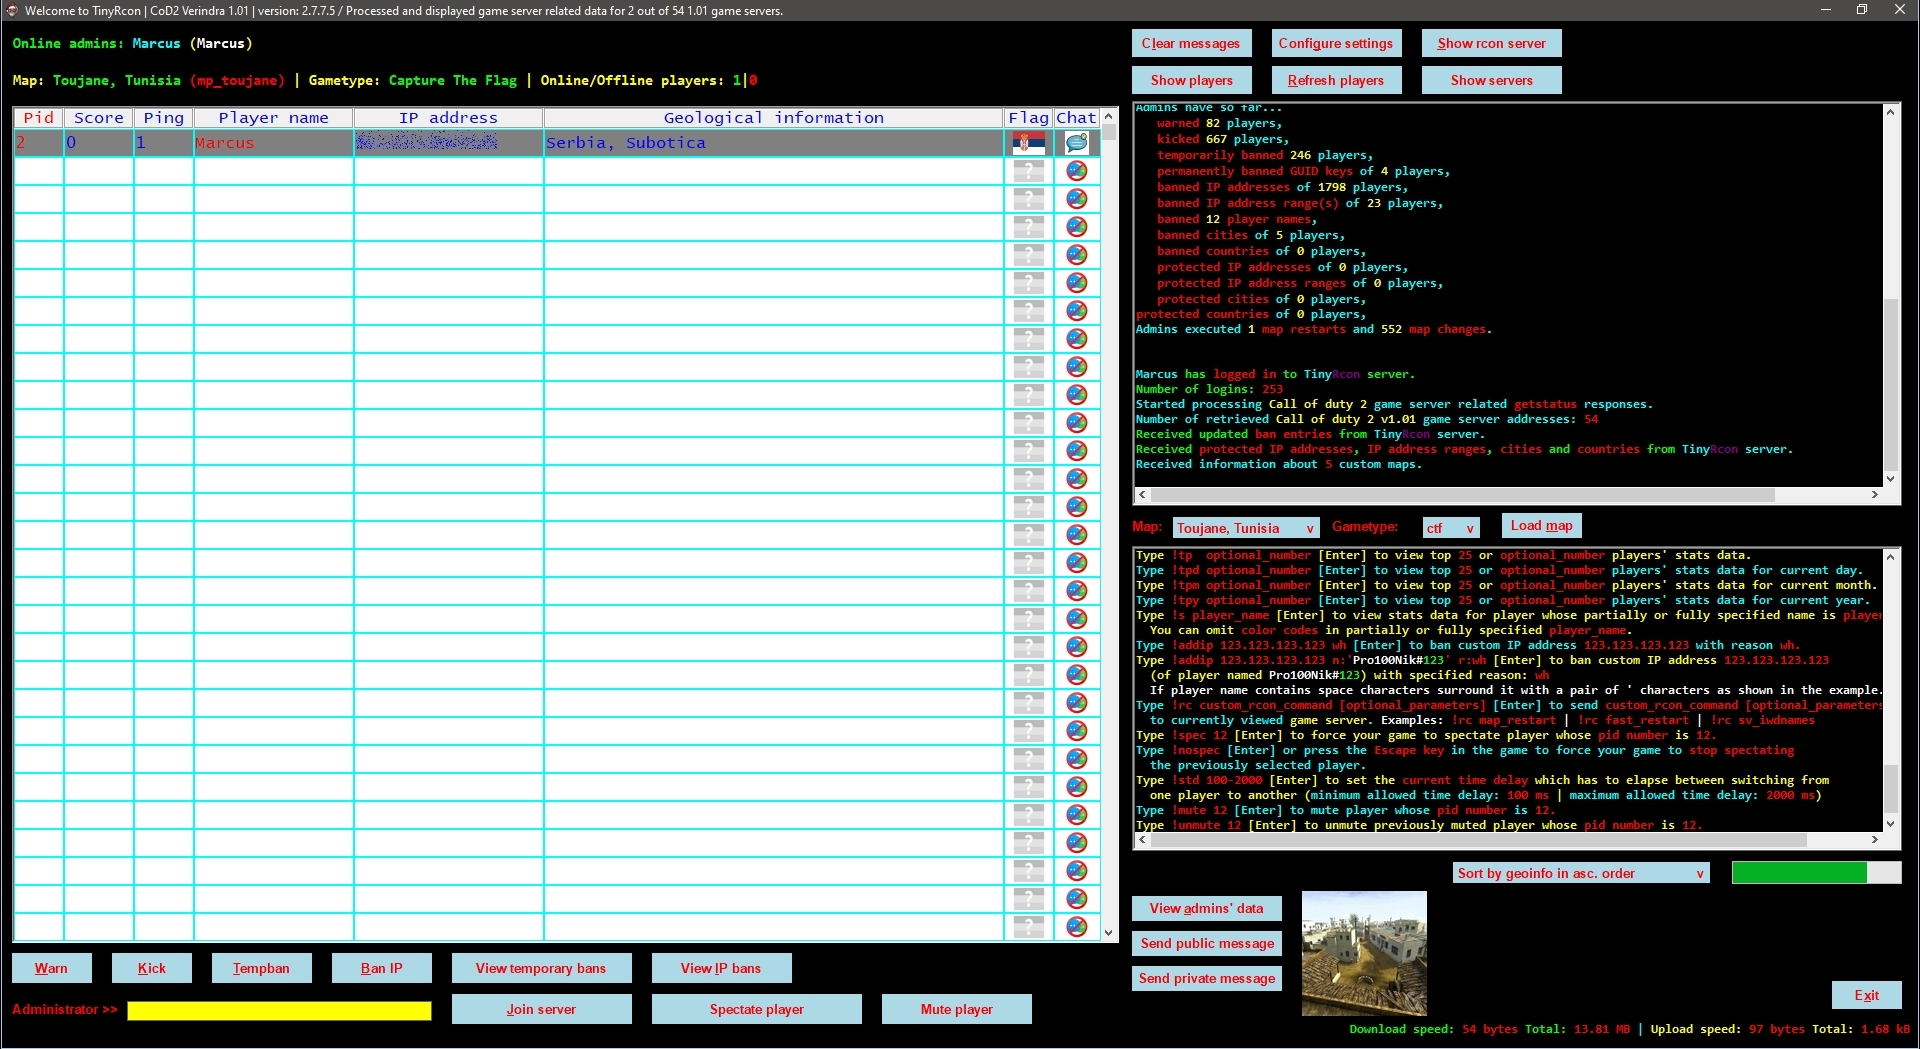 Welcome to TinyRcon | CoD2 Verindra 1.01 | version: 2.7.7.5 / Processed and displayed game server related data for 2 out of 54 1.01 game servers.
Online admins: Marcus (Marcus)
Map: Toujane, Tunisia (mp_toujane) | Gametype: Capture The Flag | Online/Offline players: 1|0
Pid Score Ping Player name IP address Geological information Flag Chat
2 0 1 Marcus Serbia, Subotica
Warn Kick Tempban Ban IP View temporary bans View IP bans
Administrator >> Join server Spectate player Mute player
Clear messages Configure settings Show rcon server
Show players Refresh players Show servers
Admins have so far...
warned 82 players,
kicked 667 players,
temporarily banned 246 players,
permanently banned GUID keys of 4 players,
banned IP addresses of 1798 players,
banned IP address range(s) of 23 players,
banned 12 player names,
banned cities of 5 players,
banned countries of 0 players,
protected IP addresses of 0 players,
protected IP address ranges of 0 players,
protected cities of 0 players,
protected countries of 0 players,
Admins executed 1 map restarts and 552 map changes.
Marcus has logged in to TinyRcon server.
Number of logins: 253
Started processing Call of duty 2 game server related getstatus responses.
Number of retrieved Call of duty 2 v1.01 game server addresses: 54
Received updated ban entries from TinyRcon server.
Received protected IP addresses, IP address ranges, cities and countries from TinyRcon server.
Received information about 5 custom maps.
Map: Toujane, Tunisia v Gametype: ctf v Load map
Type !tp optional_number [Enter] to view top 25 or optional_number players' stats data.
Type !tpd optional_number [Enter] to view top 25 or optional_number players' stats data for current day.
Type !tpm optional_number [Enter] to view top 25 or optional_number players' stats data for current month.
Type !tpy optional_number [Enter] to view top 25 or optional_number players' stats data for current year.
Type !s player_name [Enter] to view stats data for player whose partially or fully specified name is player
You can omit color codes in partially or fully specified player_name.
Type !addip 123.123.123.123 wh [Enter] to ban custom IP address 123.123.123.123 with reason wh.
Type !addip 123.123.123.123 n:'Pro100Nik#123' r:wh [Enter] to ban custom IP address 123.123.123.123
(of player named Pro100Nik#123) with specified reason: wh
If player name contains space characters surround it with a pair of ' characters as shown in the example.
Type !rc custom_rcon_command [optional_parameters] [Enter] to send custom_rcon_command [optional_parameters
to currently viewed game server. Examples: !rc map_restart | !rc fast_restart | !rc sv_iwdnames
Type !spec 12 [Enter] to force your game to spectate player whose pid number is 12.
Type !nospec [Enter] or press the Escape key in the game to force your game to stop spectating
the previously selected player.
Type !std 100-2000 [Enter] to set the current time delay which has to elapse between switching from
one player to another (minimum allowed time delay: 100 ms | maximum allowed time delay: 2000 ms)
Type !mute 12 [Enter] to mute player whose pid number is 12.
Type !unmute 12 [Enter] to unmute previously muted player whose pid number is 12.
Sort by geoinfo in asc. order v
View admins' data
Send public message
Send private message
Exit
Download speed: 54 bytes Total: 13.81 MB | Upload speed: 97 bytes Total: 1.68 kB